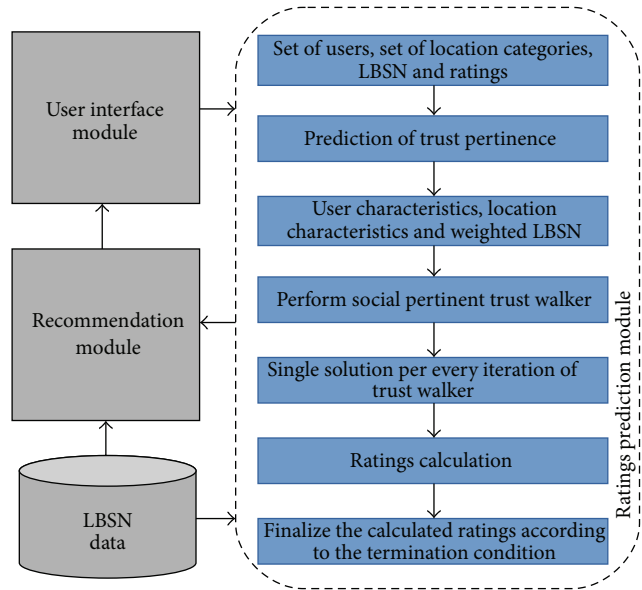 User interface
module
Recommendation
module
LBSN
data
Set of users, set of location categories,
LBSN and ratings
Prediction of trust pertinence
User characteristics, location
characteristics and weighted LBSN
Perform social pertinent trust walker
Single solution per every iteration of
trust walker
Ratings calculation
Finalize the calculated ratings according
to the termination condition
Ratings prediction module